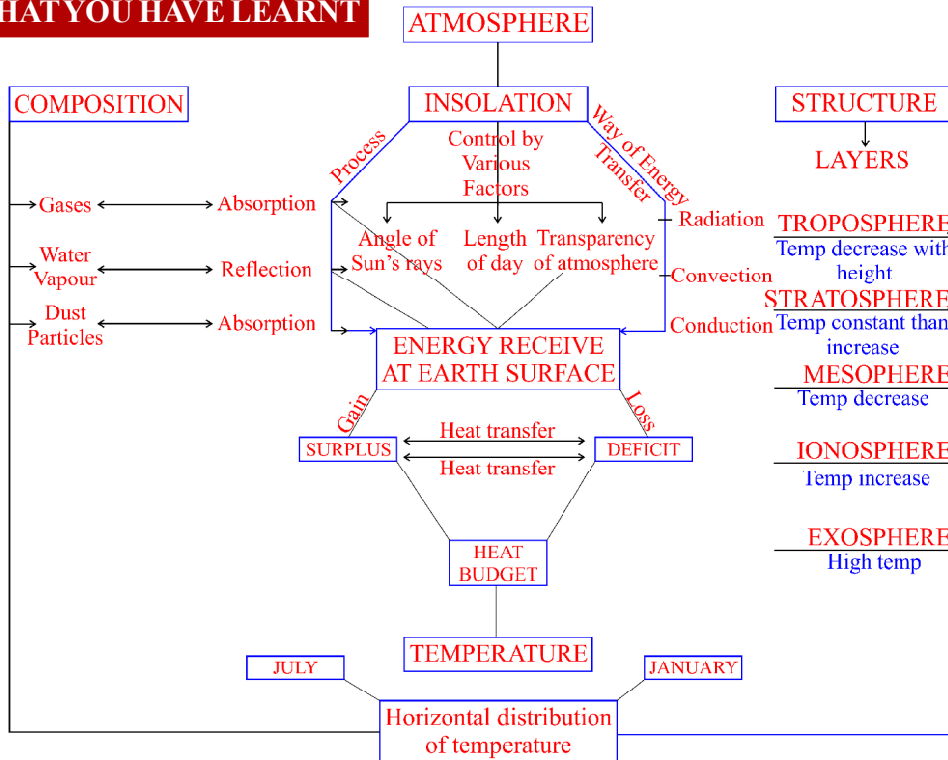 HAT YOU HAVE LEARNT
ATMOSPHERE
COMPOSITION
INSOLATION
STRUCTURE
Process
Control by
Various
Factors
Way of Energy
Transfer
LAYERS
Gases
Absorption
Angle of
Sun's rays
Length
of day
Transparency
of atmosphere
Radiation
TROPOSPHERE
Temp decrease with
height
Water
Vapour
Reflection
Convection
STRATOSPHERE
Temp constant than
increase
Dust
Particles
Absorption
Conduction
ENERGY RECEIVE
AT EARTH SURFACE
MESOPHERE
Temp decrease
Gain
Loss
SURPLUS
Heat transfer
Heat transfer
DEFICIT
IONOSPHERE
Temp increase
HEAT
BUDGET
EXOSPHERE
High temp
TEMPERATURE
JULY
JANUARY
Horizontal distribution
of temperature